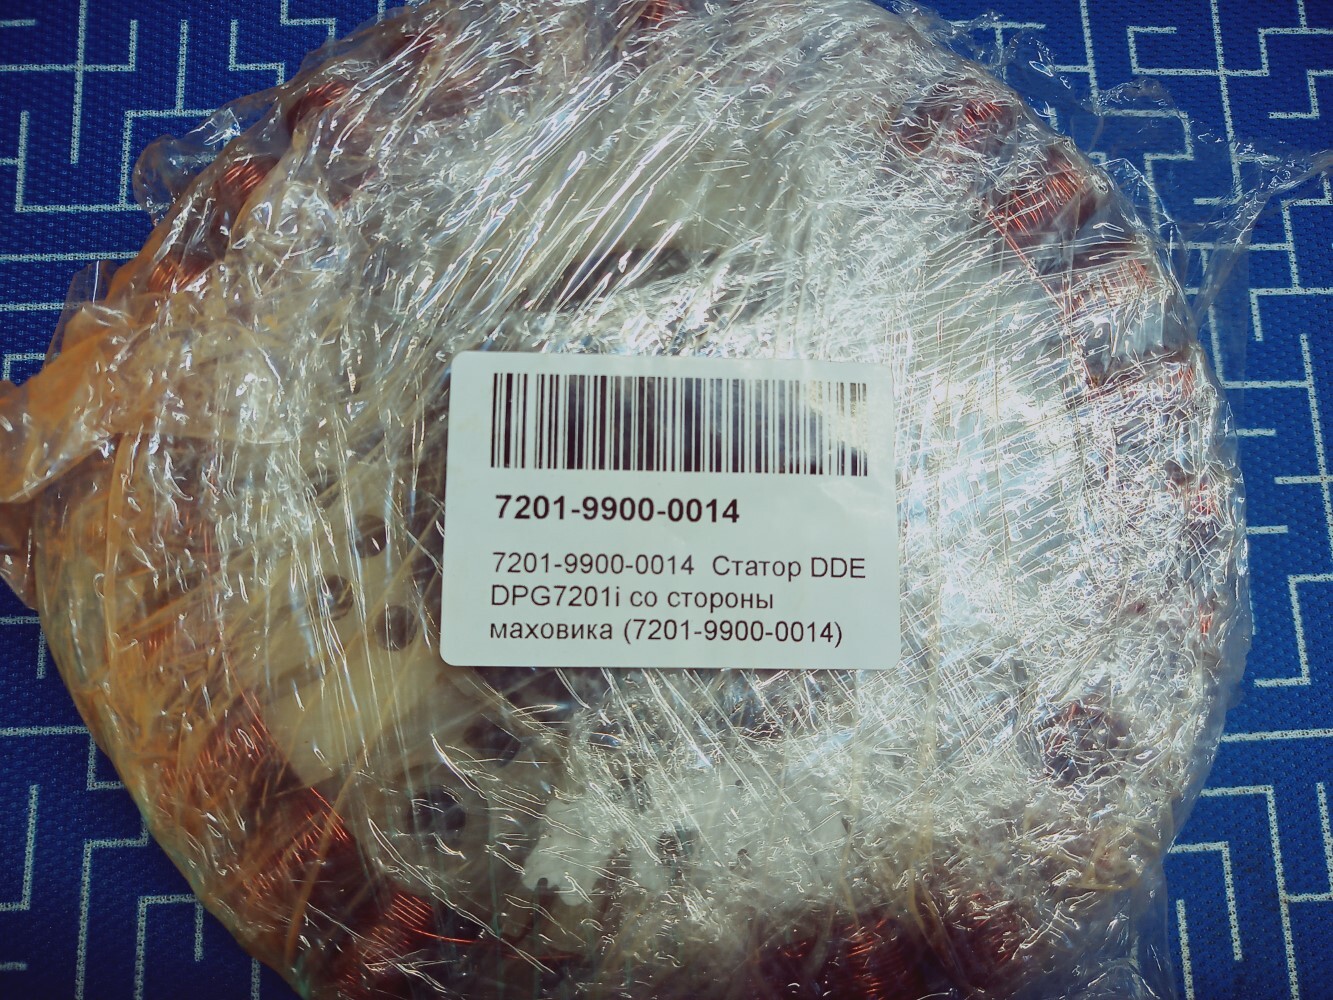 7201-9900-0014
7201-9900-0014 Статор DDE
DPG7201i со стороны
маховика (7201-9900-0014)